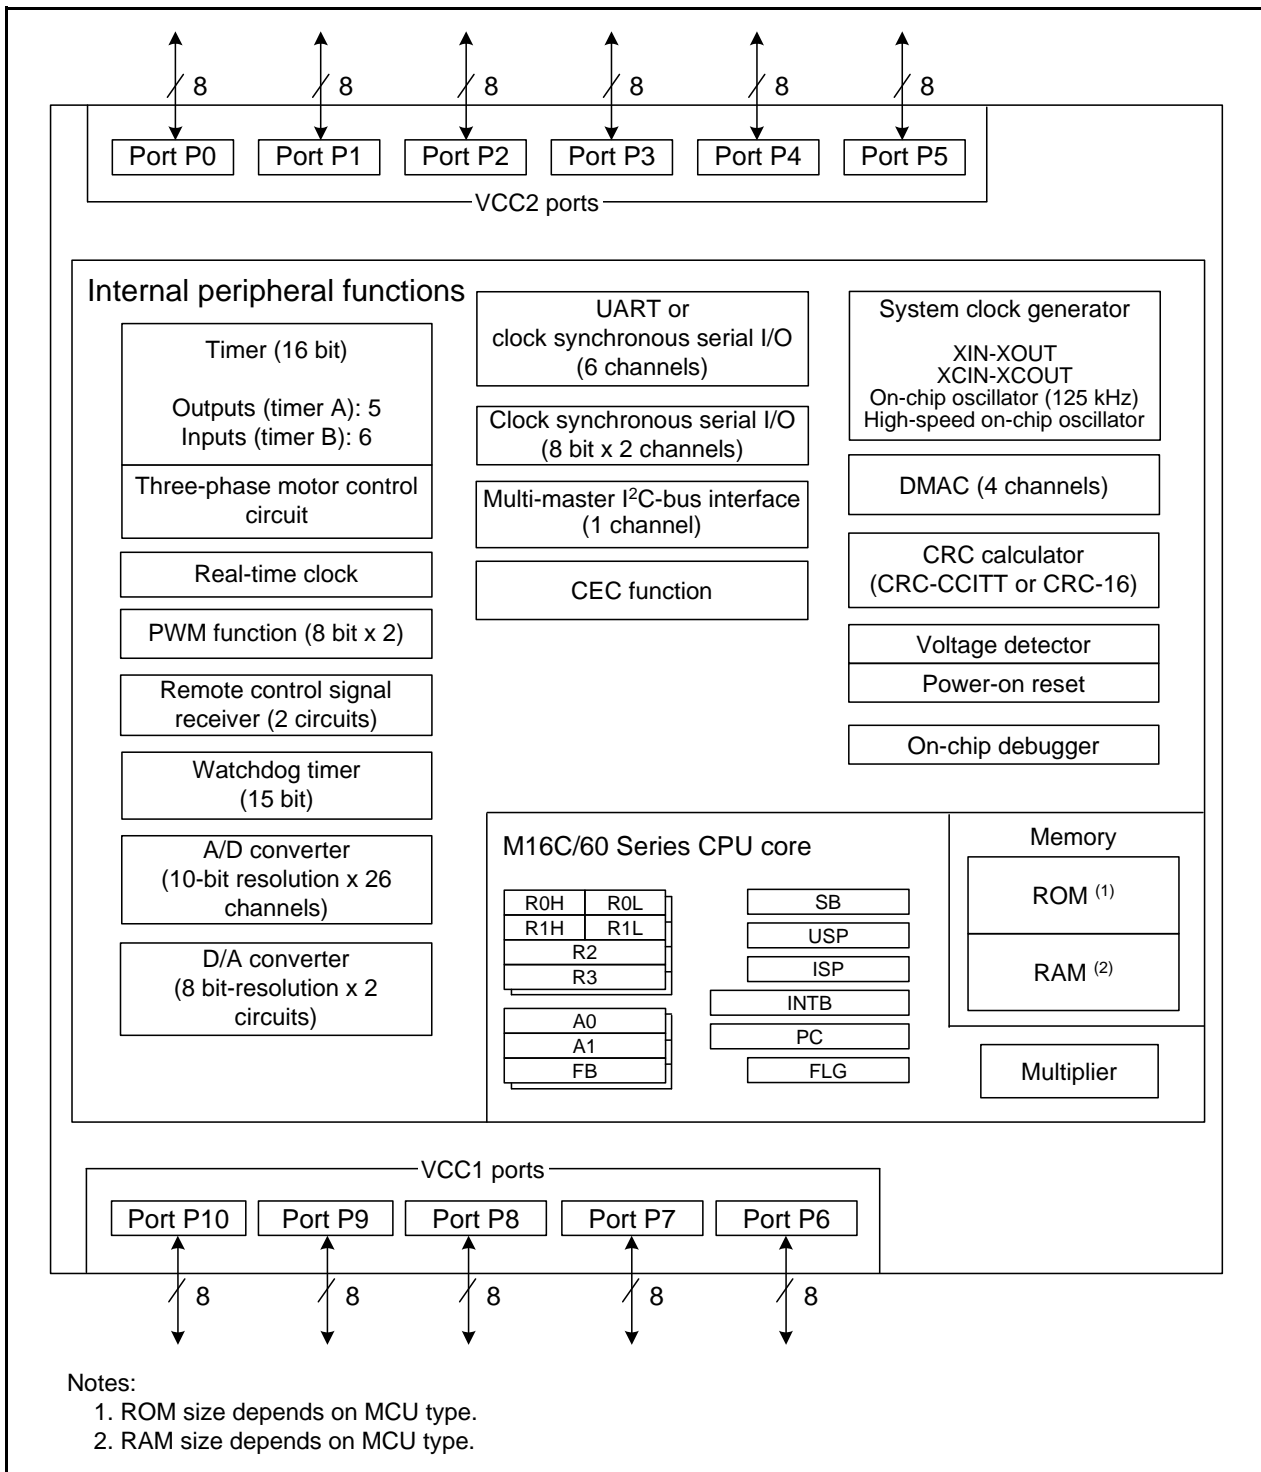 8 8 8 8 8 8
Port P0 Port P1 Port P2 Port P3 Port P4 Port P5
VCC2 ports
Internal peripheral functions
Timer (16 bit)
Outputs (timer A): 5
Inputs (timer B): 6
Three-phase motor control
circuit
Real-time clock
PWM function (8 bit x 2)
Remote control signal
receiver (2 circuits)
Watchdog timer
(15 bit)
A/D converter
(10-bit resolution x 26
channels)
D/A converter
(8 bit-resolution x 2
circuits)
UART or
clock synchronous serial I/O
(6 channels)
Clock synchronous serial I/O
(8 bit x 2 channels)
Multi-master I²C-bus interface
(1 channel)
CEC function
System clock generator
XIN-XOUT
XCIN-XCOUT
On-chip oscillator (125 kHz)
High-speed on-chip oscillator
DMAC (4 channels)
CRC calculator
(CRC-CCITT or CRC-16)
Voltage detector
Power-on reset
On-chip debugger
M16C/60 Series CPU core
R0H R0L
R1H R1L
R2
R3
A0
A1
FB
SB
USP
ISP
INTB
PC
FLG
Memory
ROM (1)
RAM (2)
Multiplier
VCC1 ports
Port P10 Port P9 Port P8 Port P7 Port P6
8 8 8 8 8
Notes:
1. ROM size depends on MCU type.
2. RAM size depends on MCU type.